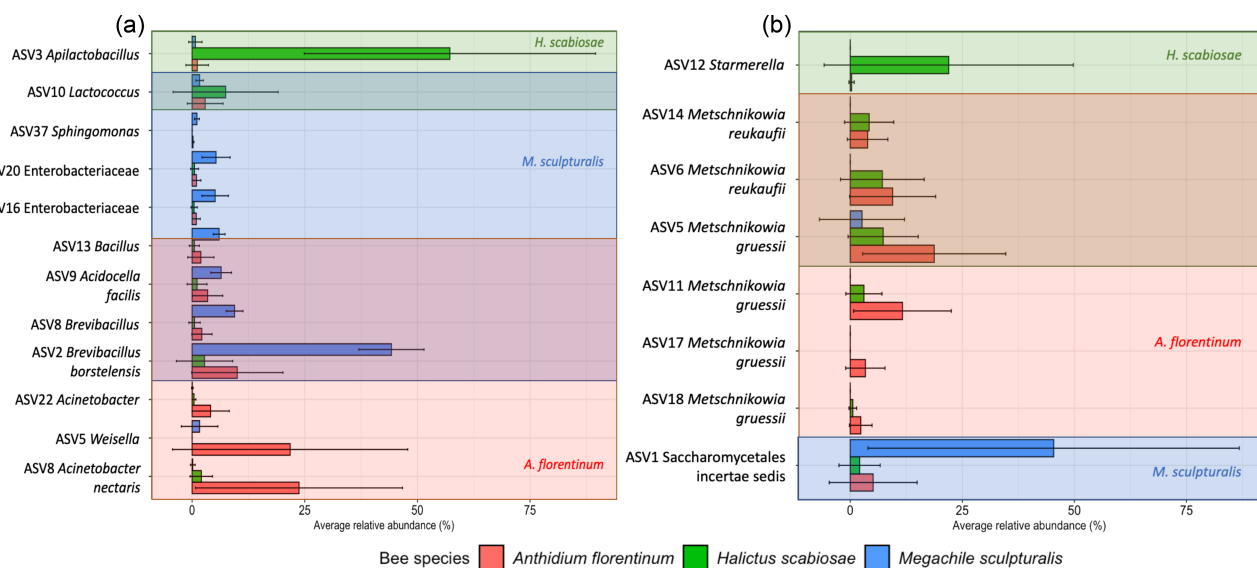 (a)
H. scabiosae
ASV3 Apilactobacillus
ASV10 Lactococcus
ASV37 Sphingomonas
M. sculpturalis
V20 Enterobacteriaceae
V16 Enterobacteriaceae
ASV13 Bacillus
ASV9 Acidocella
facilis
ASV8 Brevibacillus
ASV2 Brevibacillus
borstelensis
ASV22 Acinetobacter
ASV5 Weisella
ASV8 Acinetobacter
nectaris
A. florentinum
0 25 50 75
Average relative abundance (%)
(b)
H. scabiosae
ASV12 Starmerella
ASV14 Metschnikowia
reukaufii
ASV6 Metschnikowia
reukaufii
ASV5 Metschnikowia
gruessii
ASV11 Metschnikowia
gruessii
ASV17 Metschnikowia
gruessii
A. florentinum
ASV18 Metschnikowia
gruessii
ASV1 Saccharomycetales
incertae sedis
M. sculpturalis
0 25 50 75
Average relative abundance (%)
Bee species Anthidium florentinum Halictus scabiosae Megachile sculpturalis